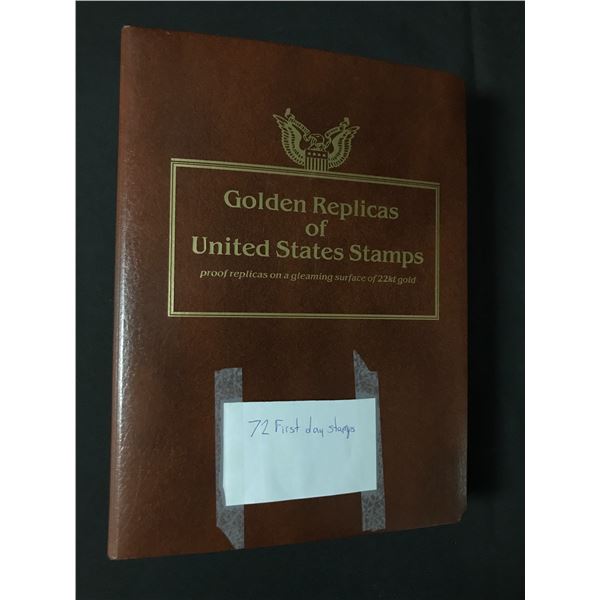 Golden Replicas
of
United States Stamps
proof replicas on a gleaming surface of 22kt gold
72 First day stamps